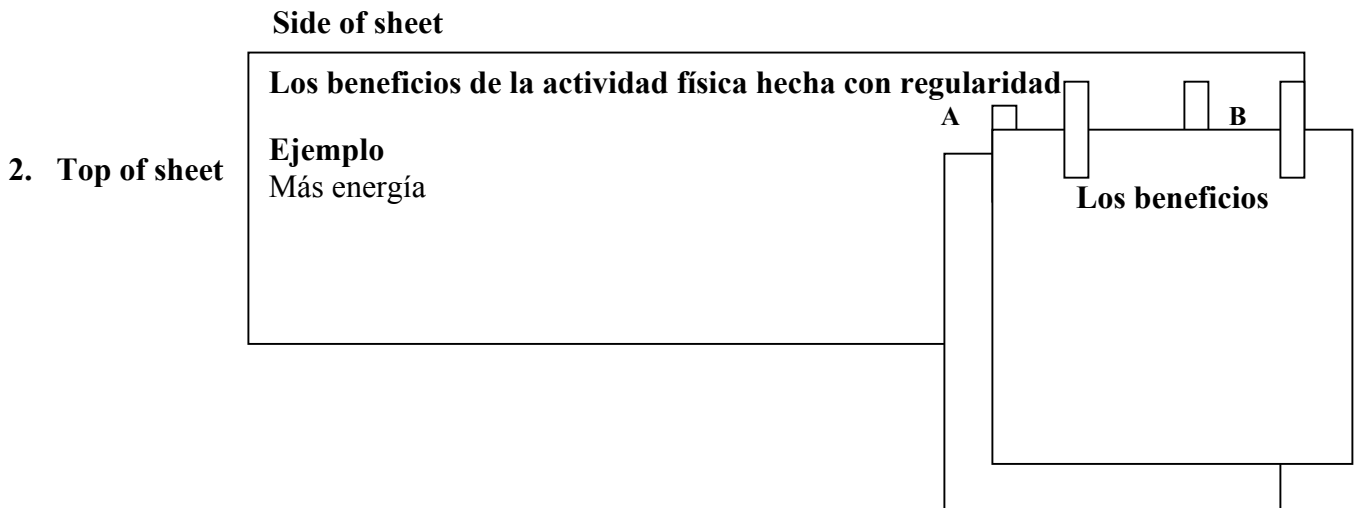 Side of sheet
Los beneficios de la actividad física hecha con regularidad
A
B
Ejemplo
2. Top of sheet
Más energía
Los beneficios